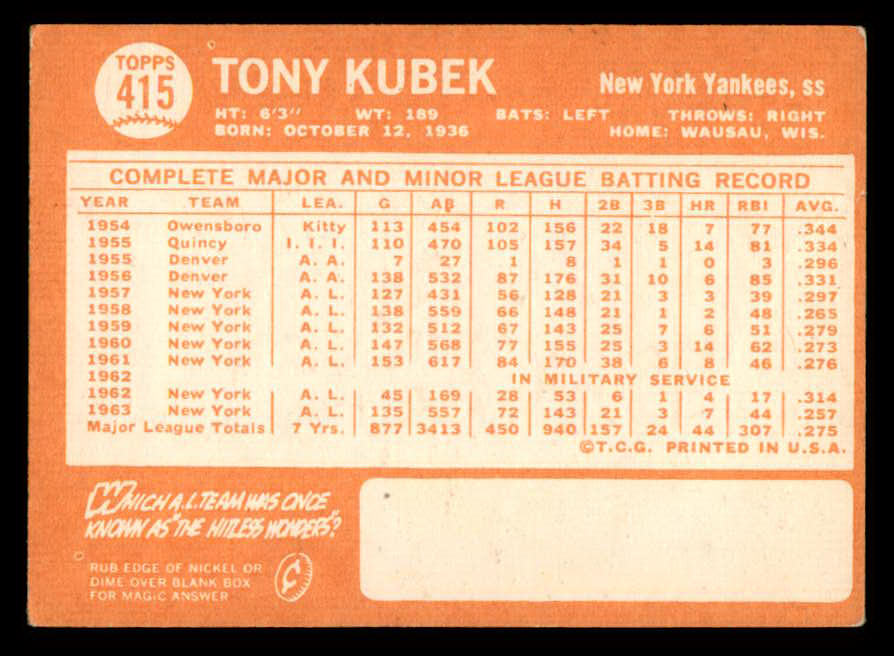 TOPPS
415
TONY KUBEK
New York Yankees, ss
HT: 6'3" WT: 189 BATS: LEFT THROWS: RIGHT
BORN: OCTOBER 12, 1936 HOME: WAUSAU, WIS.
COMPLETE MAJOR AND MINOR LEAGUE BATTING RECORD
YEAR TEAM LEA. G AB R H 2B 3B HR RBI AVG.
1954 Owensboro Kitty 113 454 102 156 22 18 7 77 .344
1955 Quincy I. I. I. 110 470 105 157 34 5 14 81 .334
1955 Denver A. A. 7 27 1 8 1 1 0 3 .296
1956 Denver A. A. 138 532 87 176 31 10 6 85 .331
1957 New York A. L. 127 431 56 128 21 3 3 39 .297
1958 New York A. L. 138 559 66 148 21 1 2 48 .265
1959 New York A. L. 132 512 67 143 25 7 6 51 .279
1960 New York A. L. 147 568 77 155 25 3 14 62 .273
1961 New York A. L. 153 617 84 170 38 6 8 46 .276
1962 IN MILITARY SERVICE
1962 New York A. L. 45 169 28 53 6 1 4 17 .314
1963 New York A. L. 135 557 72 143 21 3 7 44 .257
Major League Totals 7 Yrs. 877 3413 450 940 157 24 44 307 .275
©T.C.G. PRINTED IN U.S.A.
WHICH A.L. TEAM WAS ONCE
KNOWN AS "THE HITLESS WONDERS"?
RUB EDGE OF NICKEL OR
DIME OVER BLANK BOX
FOR MAGIC ANSWER
¢